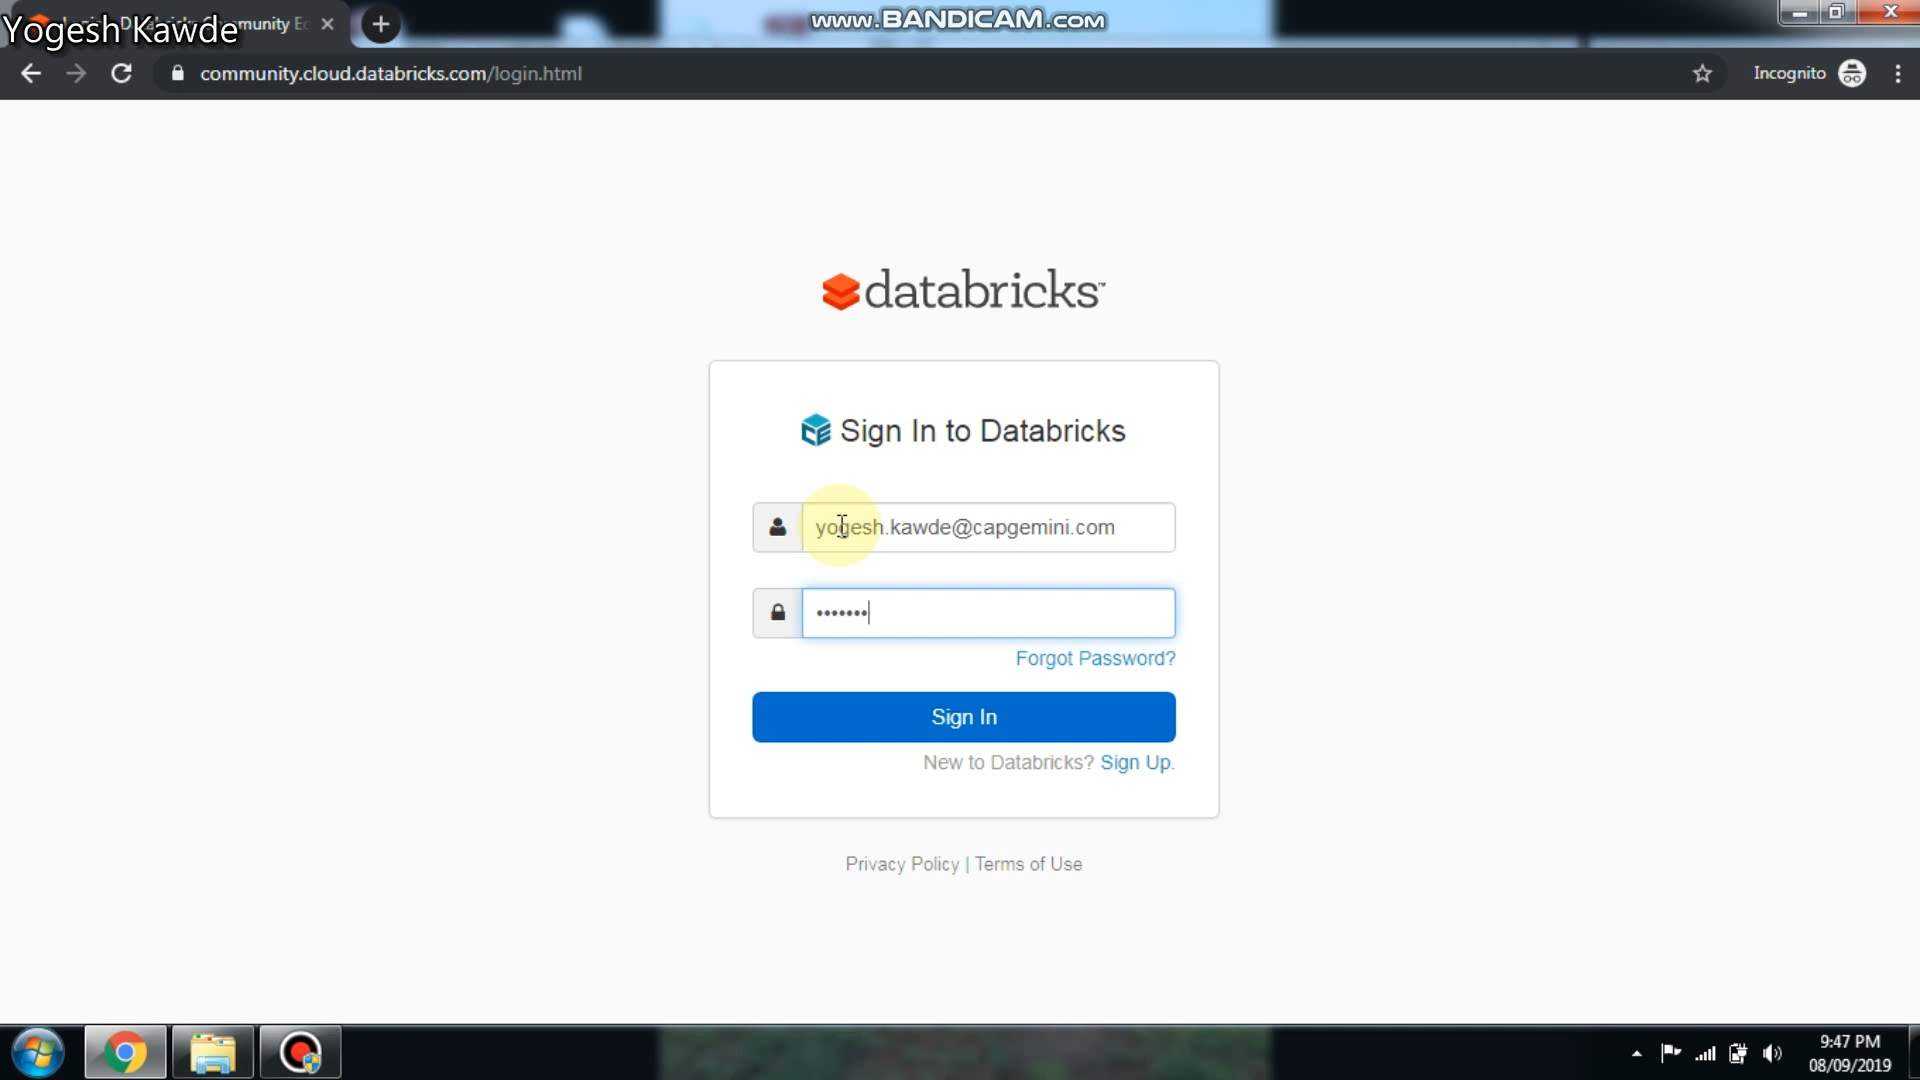 Yogesh Kawde
www.BANDICAM.com
community.cloud.databricks.com/login.html
Incognito
databricks
Sign In to Databricks
yogesh.kawde@capgemini.com
•••••••
Forgot Password?
Sign In
New to Databricks? Sign Up.
Privacy Policy | Terms of Use
9:47 PM
08/09/2019